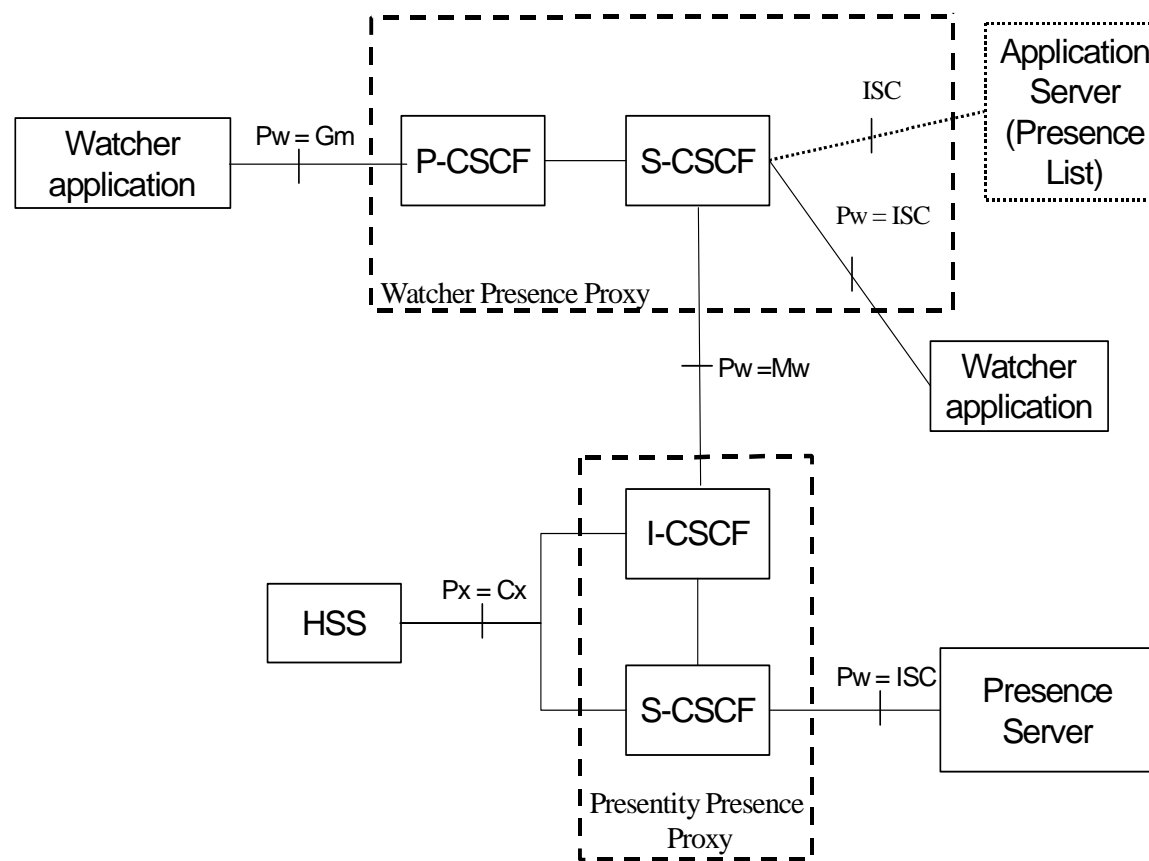 Application
Server
(Presence
List)
ISC
Watcher
application
Pw = Gm
P-CSCF
S-CSCF
Pw = ISC
Watcher Presence Proxy
Pw =Mw
Watcher
application
I-CSCF
Px = Cx
HSS
S-CSCF
Pw = ISC
Presence
Server
Presentity Presence
Proxy